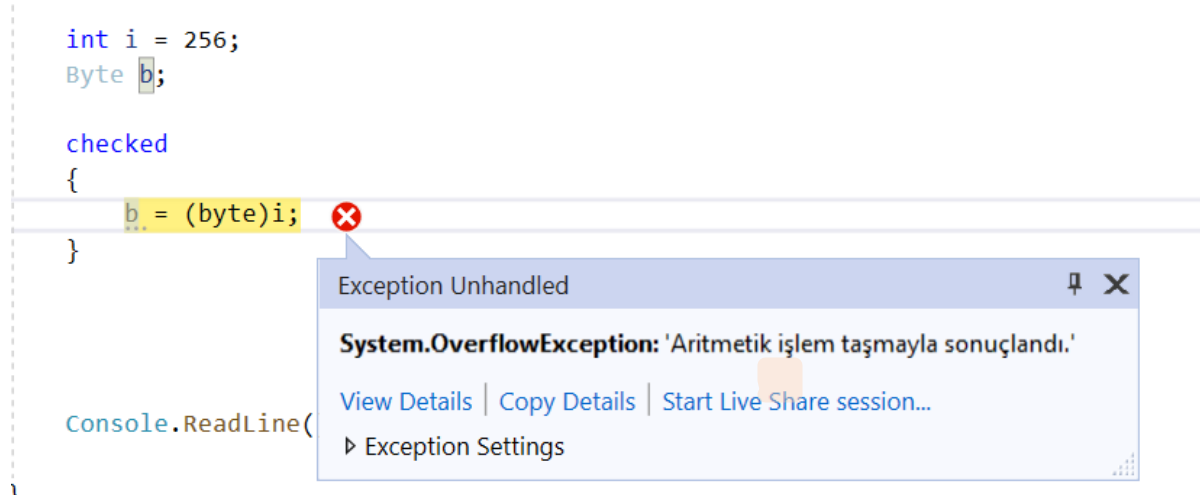 int i = 256;
Byte b;
checked
{
b = (byte)i;
}
Exception Unhandled
System.OverflowException: 'Aritmetik işlem taşmayla sonuçlandı.'
View Details | Copy Details | Start Live Share session...
Console.ReadLine(
Exception Settings
}